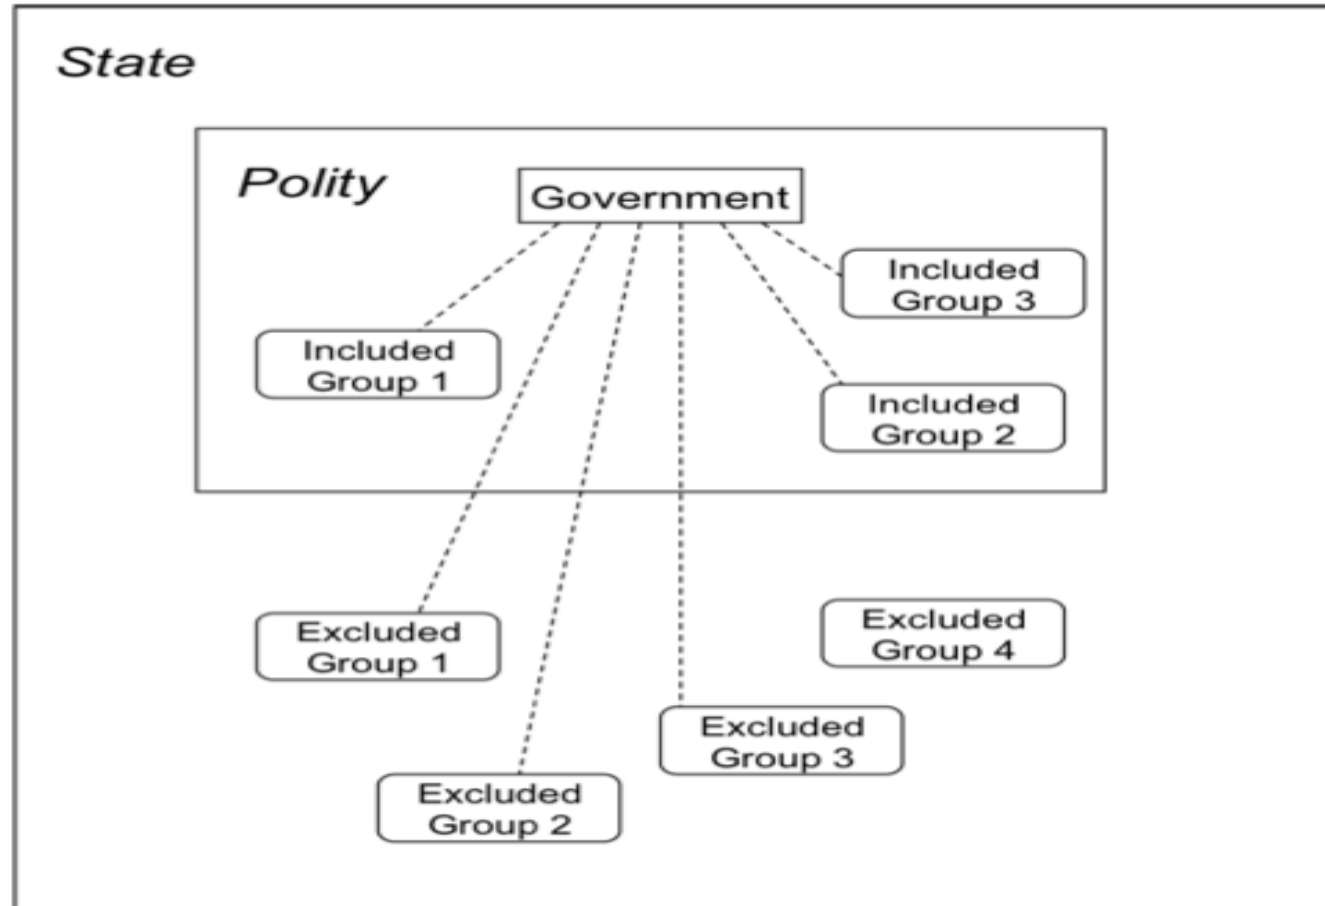 State
Polity
Government
Included
Group 3
Included
Group 1
Included
Group 2
Excluded
Group 1
Excluded
Group 4
Excluded
Group 3
Excluded
Group 2